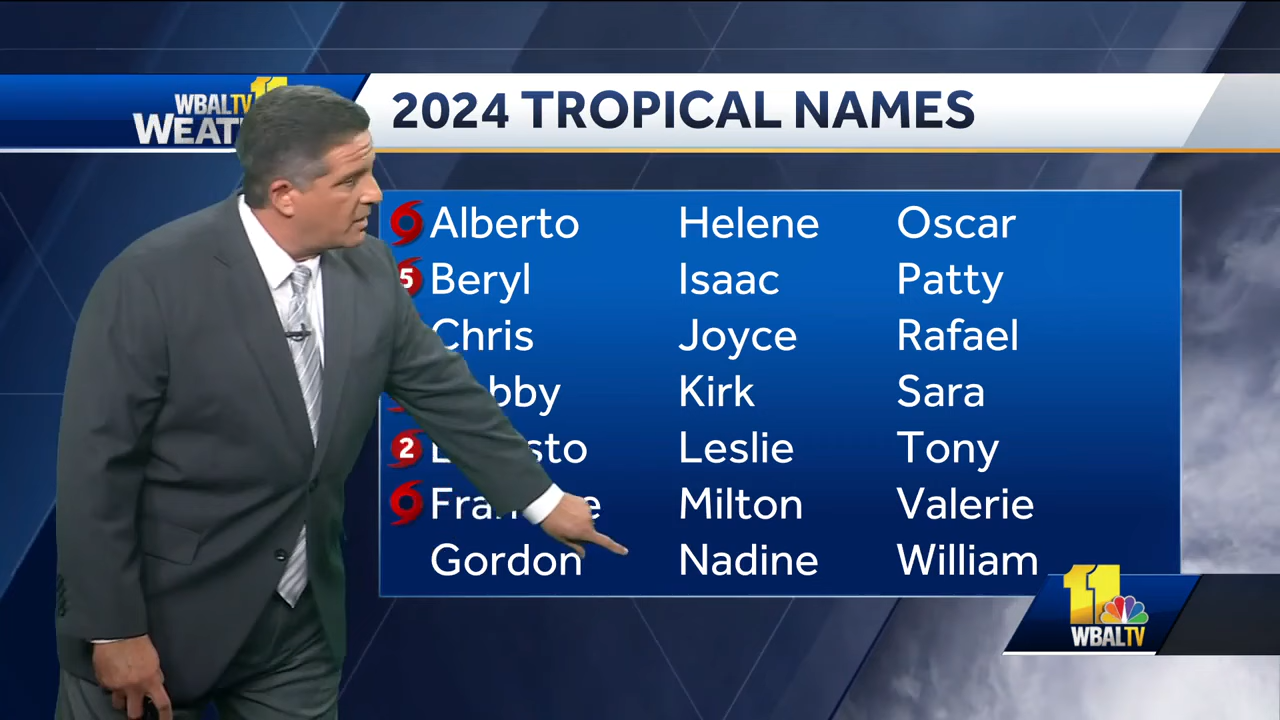 WBALTV 11
WEAT
2024 TROPICAL NAMES
Alberto Helene Oscar
5 Beryl Isaac Patty
Chris Joyce Rafael
Kirk Sara
2 Leslie Tony
Milton Valerie
Gordon Nadine William
11
WBALTV